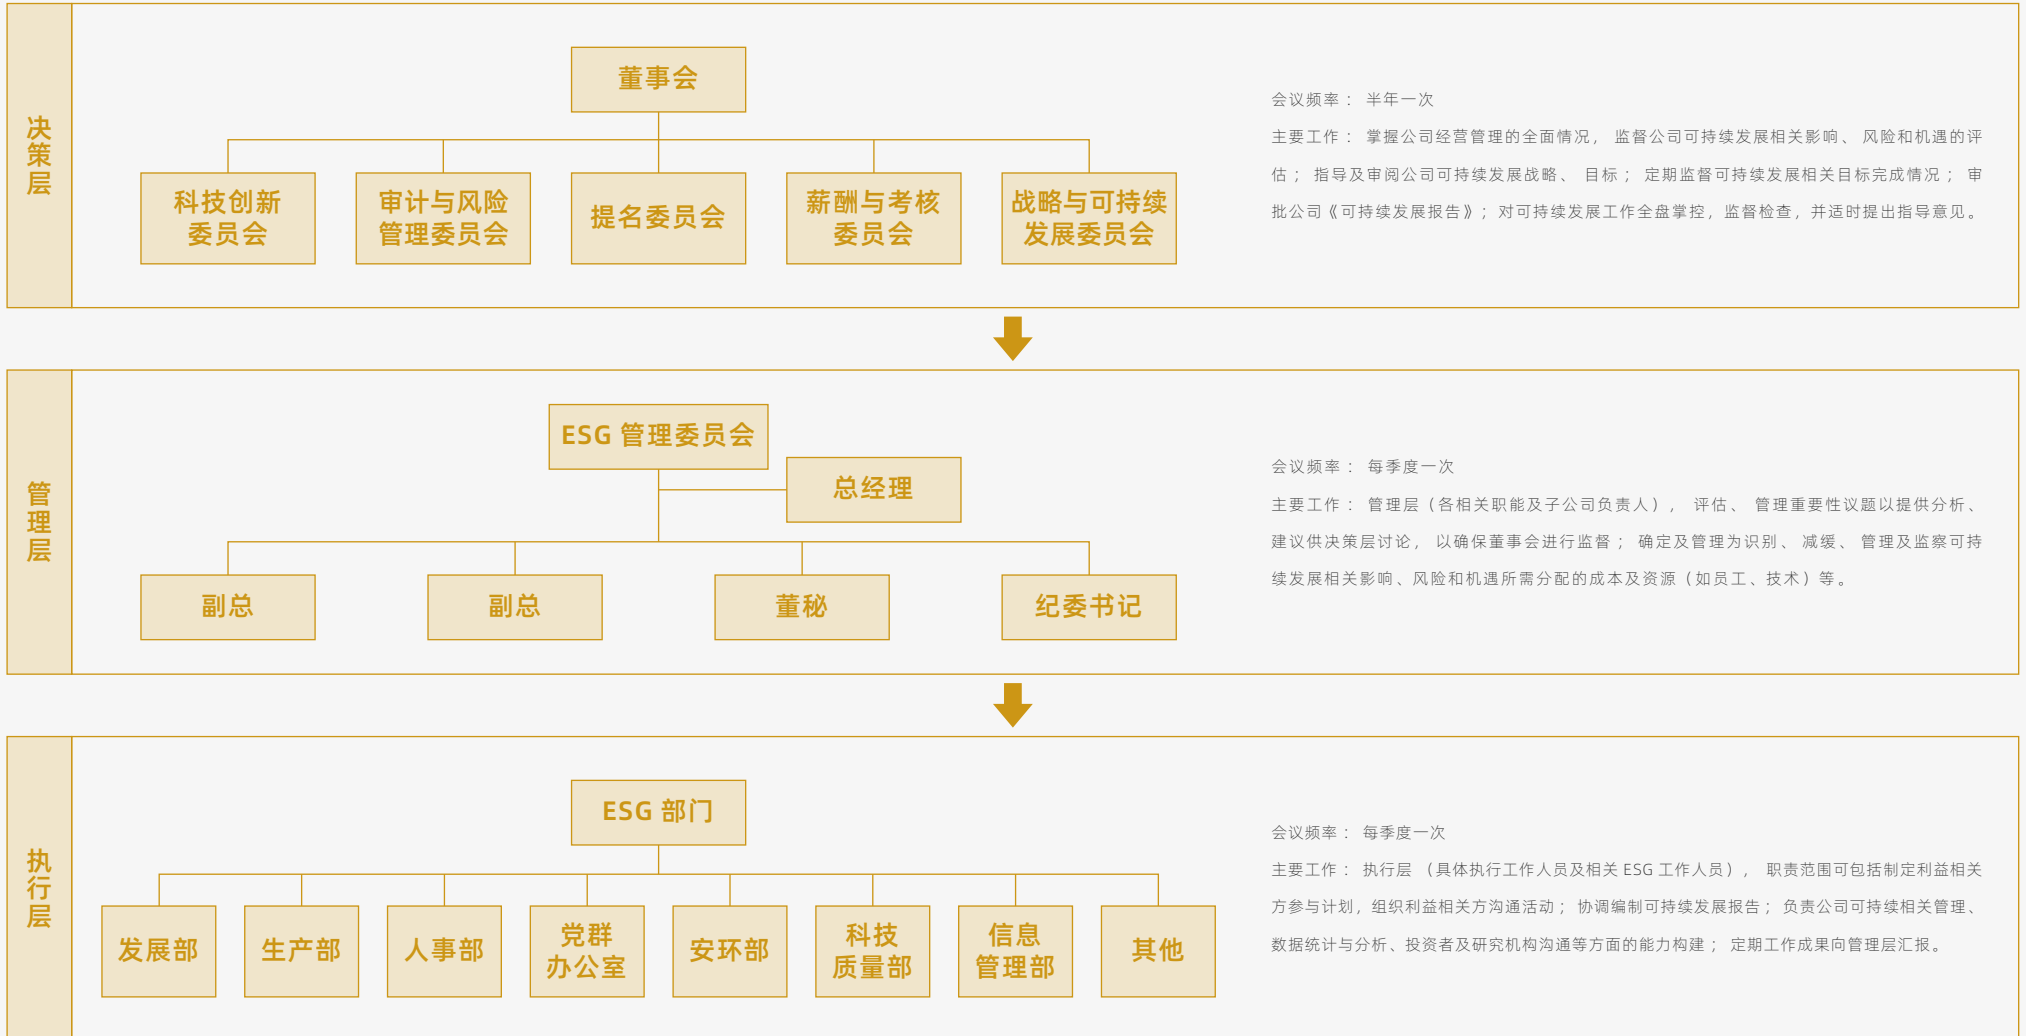 决策层
董事会
科技创新
委员会
审计与风险
管理委员会
提名委员会
薪酬与考核
委员会
战略与可持续
发展委员会
会议频率： 半年一次
主要工作： 掌握公司经营管理的全面情况， 监督公司可持续发展相关影响、 风险和机遇的评
估； 指导及审阅公司可持续发展战略、 目标； 定期监督可持续发展相关目标完成情况； 审
批公司《可持续发展报告》；对可持续发展工作全盘掌控，监督检查，并适时提出指导意见。
管理层
ESG 管理委员会
总经理
副总
副总
董秘
纪委书记
会议频率： 每季度一次
主要工作： 管理层（各相关职能及子公司负责人）， 评估、 管理重要性议题以提供分析、
建议供决策层讨论， 以确保董事会进行监督； 确定及管理为识别、 减缓、 管理及监察可持
续发展相关影响、风险和机遇所需分配的成本及资源（如员工、技术）等。
执行层
ESG 部门
发展部
生产部
人事部
党群
办公室
安环部
科技
质量部
信息
管理部
其他
会议频率： 每季度一次
主要工作： 执行层 （具体执行工作人员及相关 ESG 工作人员）， 职责范围可包括制定利益相关
方参与计划，组织利益相关方沟通活动；协调编制可持续发展报告；负责公司可持续相关管理、
数据统计与分析、投资者及研究机构沟通等方面的能力构建； 定期工作成果向管理层汇报。